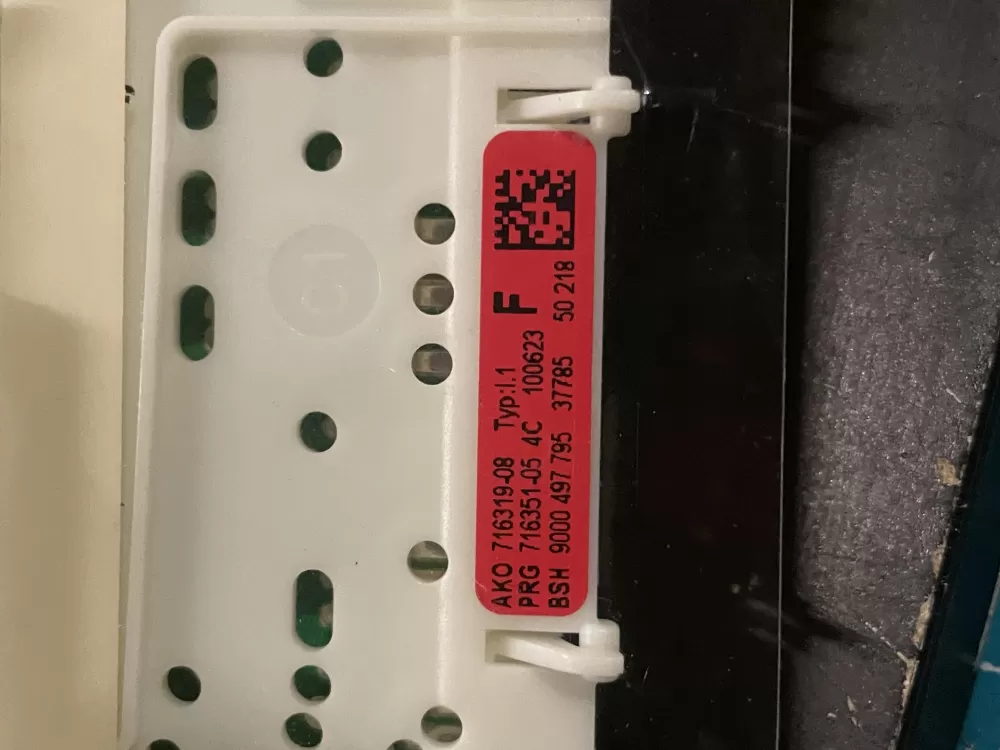 AKO 716319-08 Typ:I.1
PRG 716351-05 4C 100623 F
BSH 9000 497 795 37785 50 218